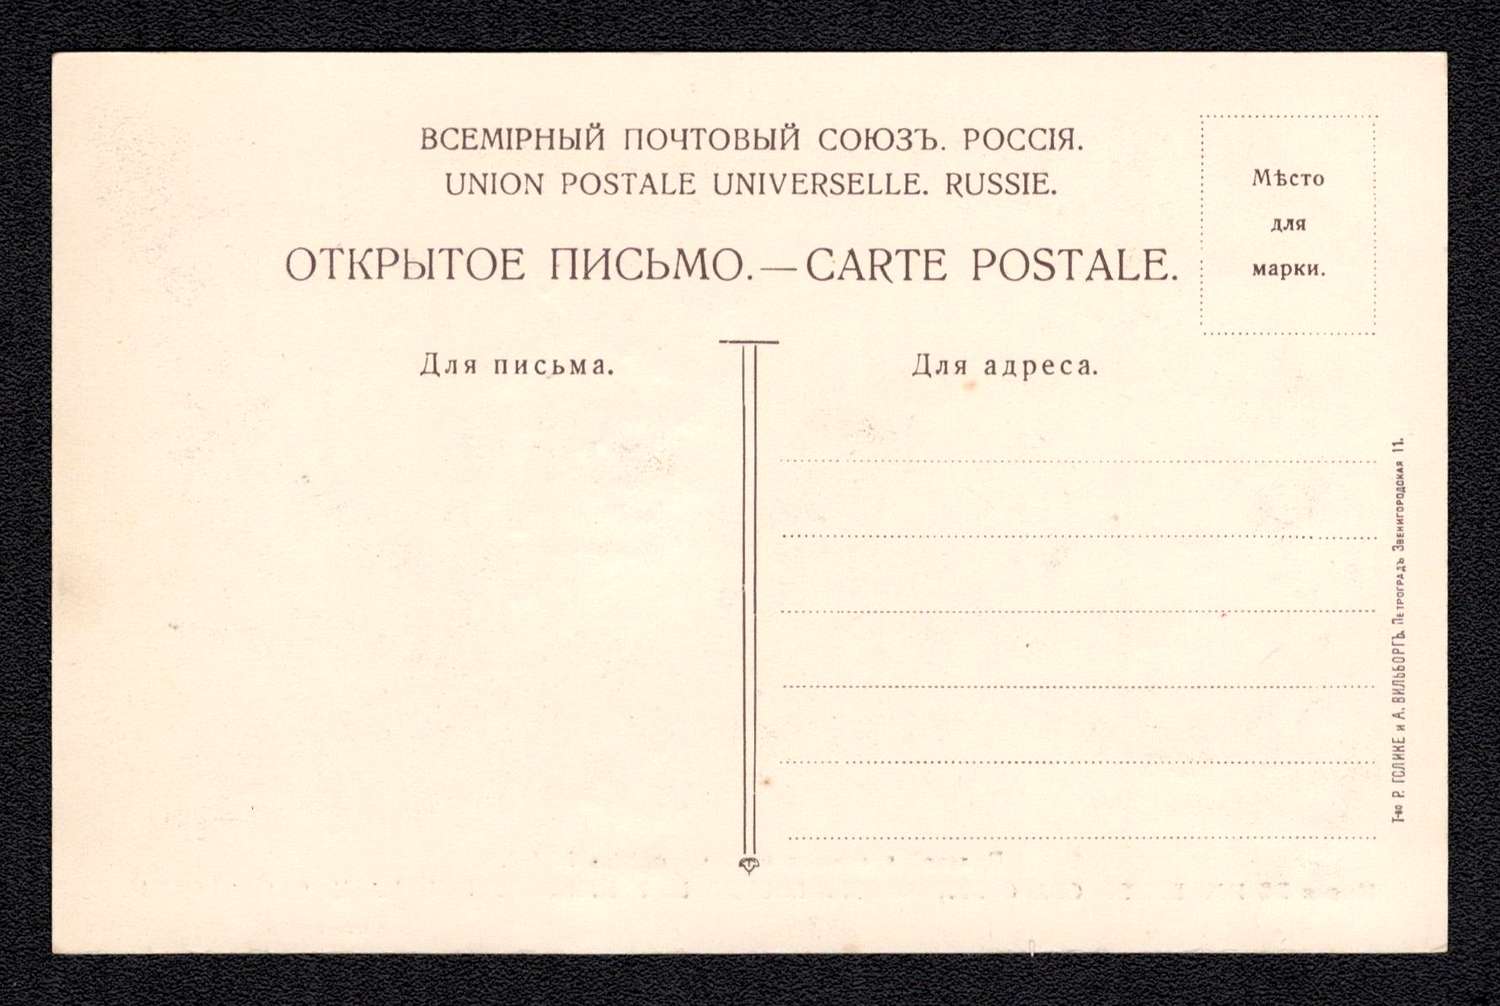 ВСЕМІРНЫЙ ПОЧТОВЫЙ СОЮЗЪ. РОССІЯ.
UNION POSTALE UNIVERSELLE. RUSSIE.
ОТКРЫТОЕ ПИСЬМО.—CARTE POSTALE.
Мѣсто
для
марки.
Для письма.
Для адреса.
Т-во Р. ГОЛИКЕ и А. ВИЛЬБОРГЪ. Петроградъ Звенигородская 11.